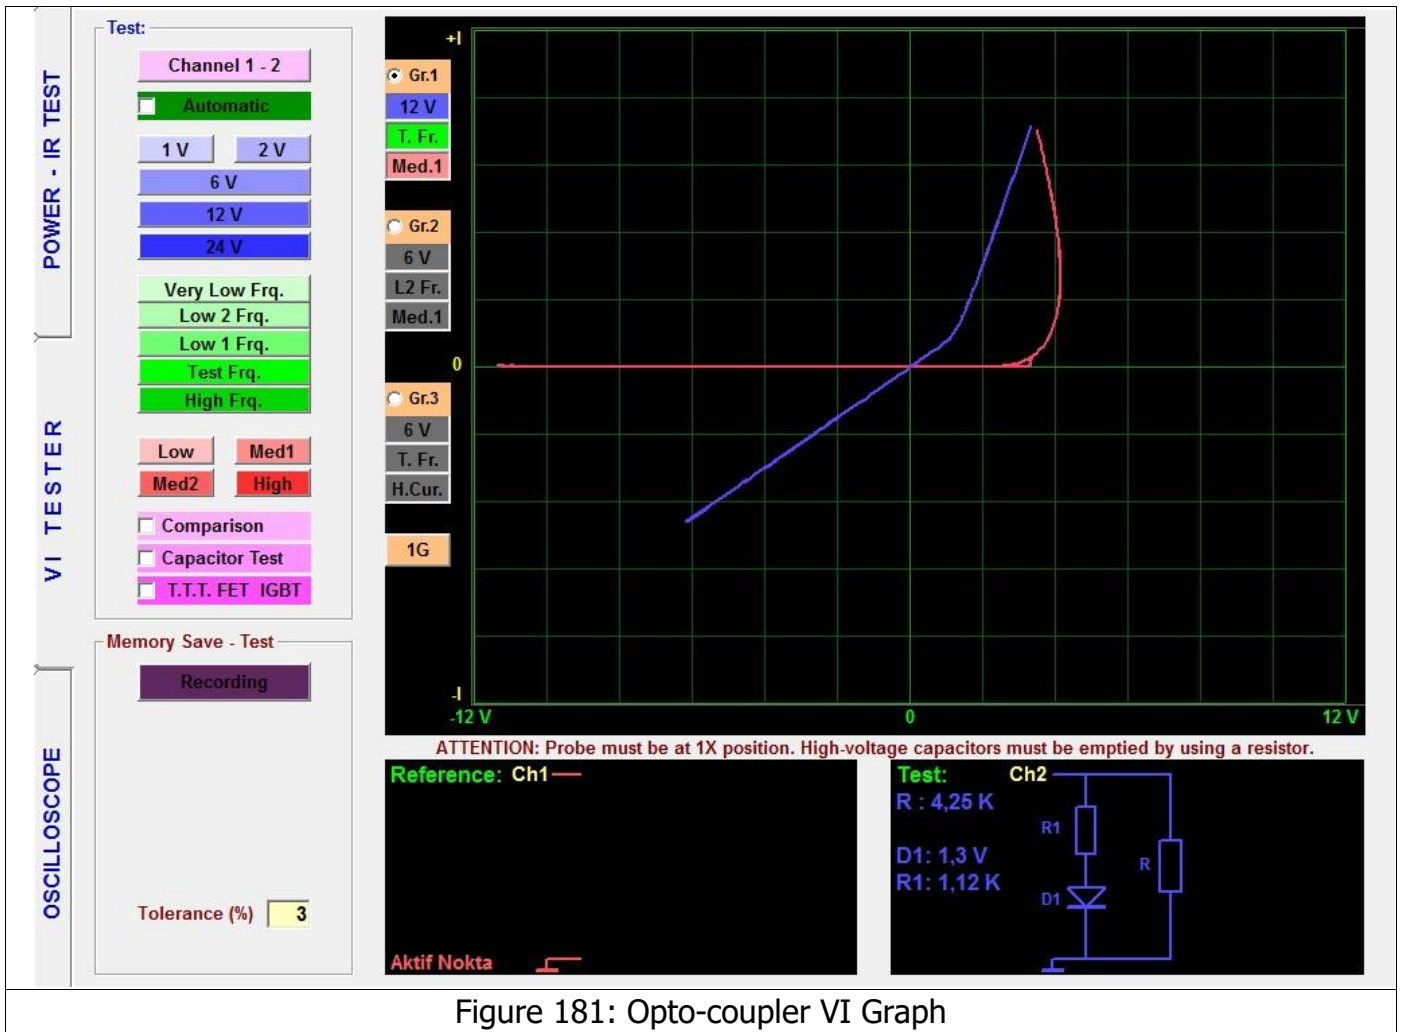 POWER - IR TEST
VI TESTER
OSCILLOSCOPE
Test:
Channel 1 - 2
Automatic
1 V 2 V
6 V
12 V
24 V
Very Low Frq.
Low 2 Frq.
Low 1 Frq.
Test Frq.
High Frq.
Low Med1
Med2 High
Comparison
Capacitor Test
T.T.T. FET IGBT
Memory Save - Test
Recording
Tolerance (%) 3
Gr.1
12 V
T. Fr.
Med.1
Gr.2
6 V
L2 Fr.
Med.1
Gr.3
6 V
T. Fr.
H.Cur.
1G
+I
0
-I
-12 V 0 12 V
ATTENTION: Probe must be at 1X position. High-voltage capacitors must be emptied by using a resistor.
Reference: Ch1
Aktif Nokta
Test: Ch2
R : 4,25 K
D1: 1,3 V
R1: 1,12 K
R1
R
D1
Figure 181: Opto-coupler VI Graph